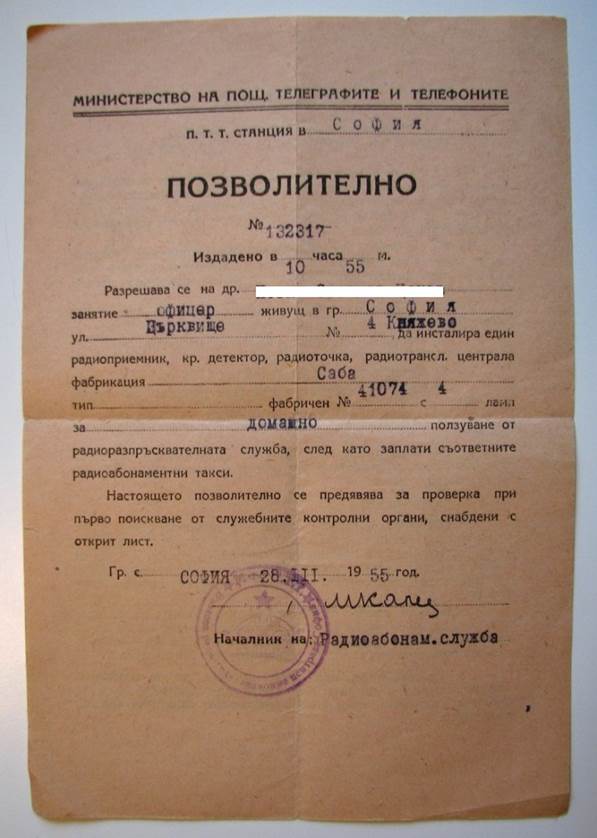 МИНИСТЕРСТВО НА ПОЩ, ТЕЛЕГРАФИТЕ И ТЕЛЕФОНИТЕ
П. Т. Т. СТАНЦИЯ В София
ПОЗВОЛИТЕЛНО
№ 132317
Издадено в 10 часа 55 м.
Разрешава се на др.
занятие офицер живущ в гр. София
ул. Църквище № 4 Княжево, да инсталира един
радиоприемник, кр. детектор, радиоточка, радиотрансл. централа
фабрикация Саба
тип фабричен № 41074 с 4 ламп
за домашно ползуване от
радиоразпръсквателната служба, след като заплати съответните
радиоабонаментни такси.
Настоящето позволително се предявява за проверка при
първо поискване от служебните контролни органи, снабдени с
открит лист.
Гр. с. СОФИЯ 28.III. 1955 год.
Началник на: Радиоабонам. служба